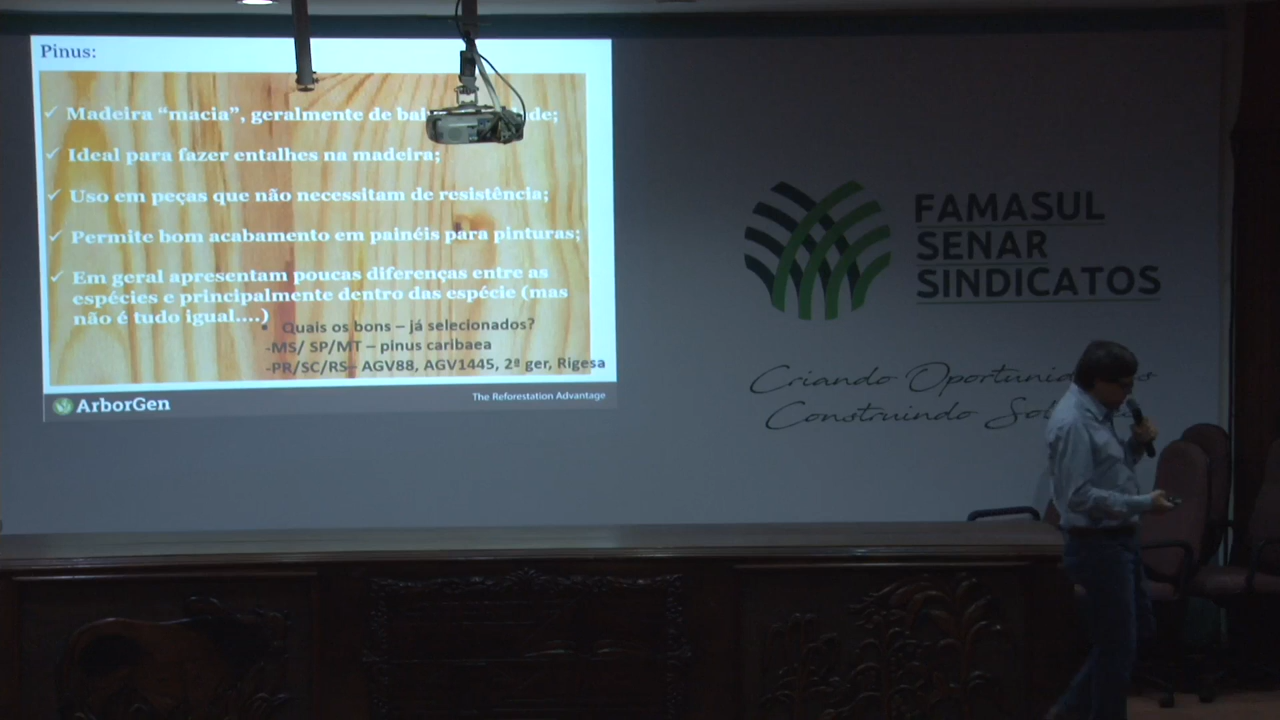 Pinus:
✓ Madeira “macia”, geralmente de de;
✓ Ideal para fazer entalhes na madeira;
✓ Uso em peças que não necessitam de resistência;
✓ Permite bom acabamento em painéis para pinturas;
✓ Em geral apresentam poucas diferenças entre as
espécies e principalmente dentro das espécie (mas
não é tudo igual....)
▪ Quais os bons – já selecionados?
-MS/ SP/MT – pinus caribaea
-PR/SC/RS– AGV88, AGV1445, 2ª ger, Rigesa
ArborGen
The Reforestation Advantage
FAMASUL
SENAR
SINDICATOS
Criando
Construindo